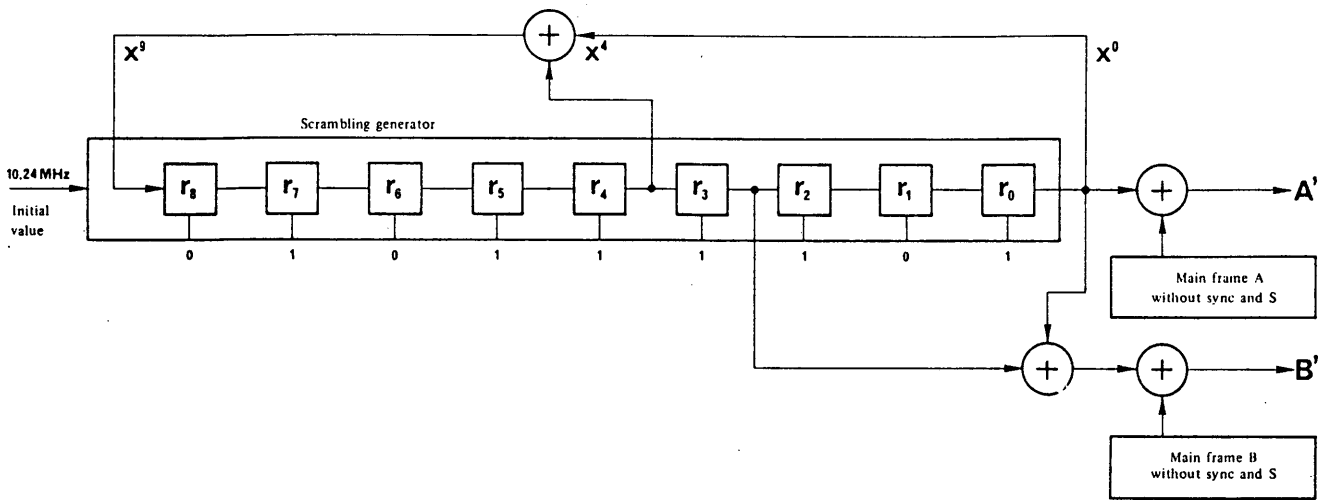 x⁹
+
x⁴
x⁰
Scrambling generator
10,24 MHz
Initial
value
r₈ r₇ r₆ r₅ r₄ r₃ r₂ r₁ r₀
+
A'
0 1 0 1 1 1 1 0 1
Main frame A
without sync and S
+
+
B'
Main frame B
without sync and S